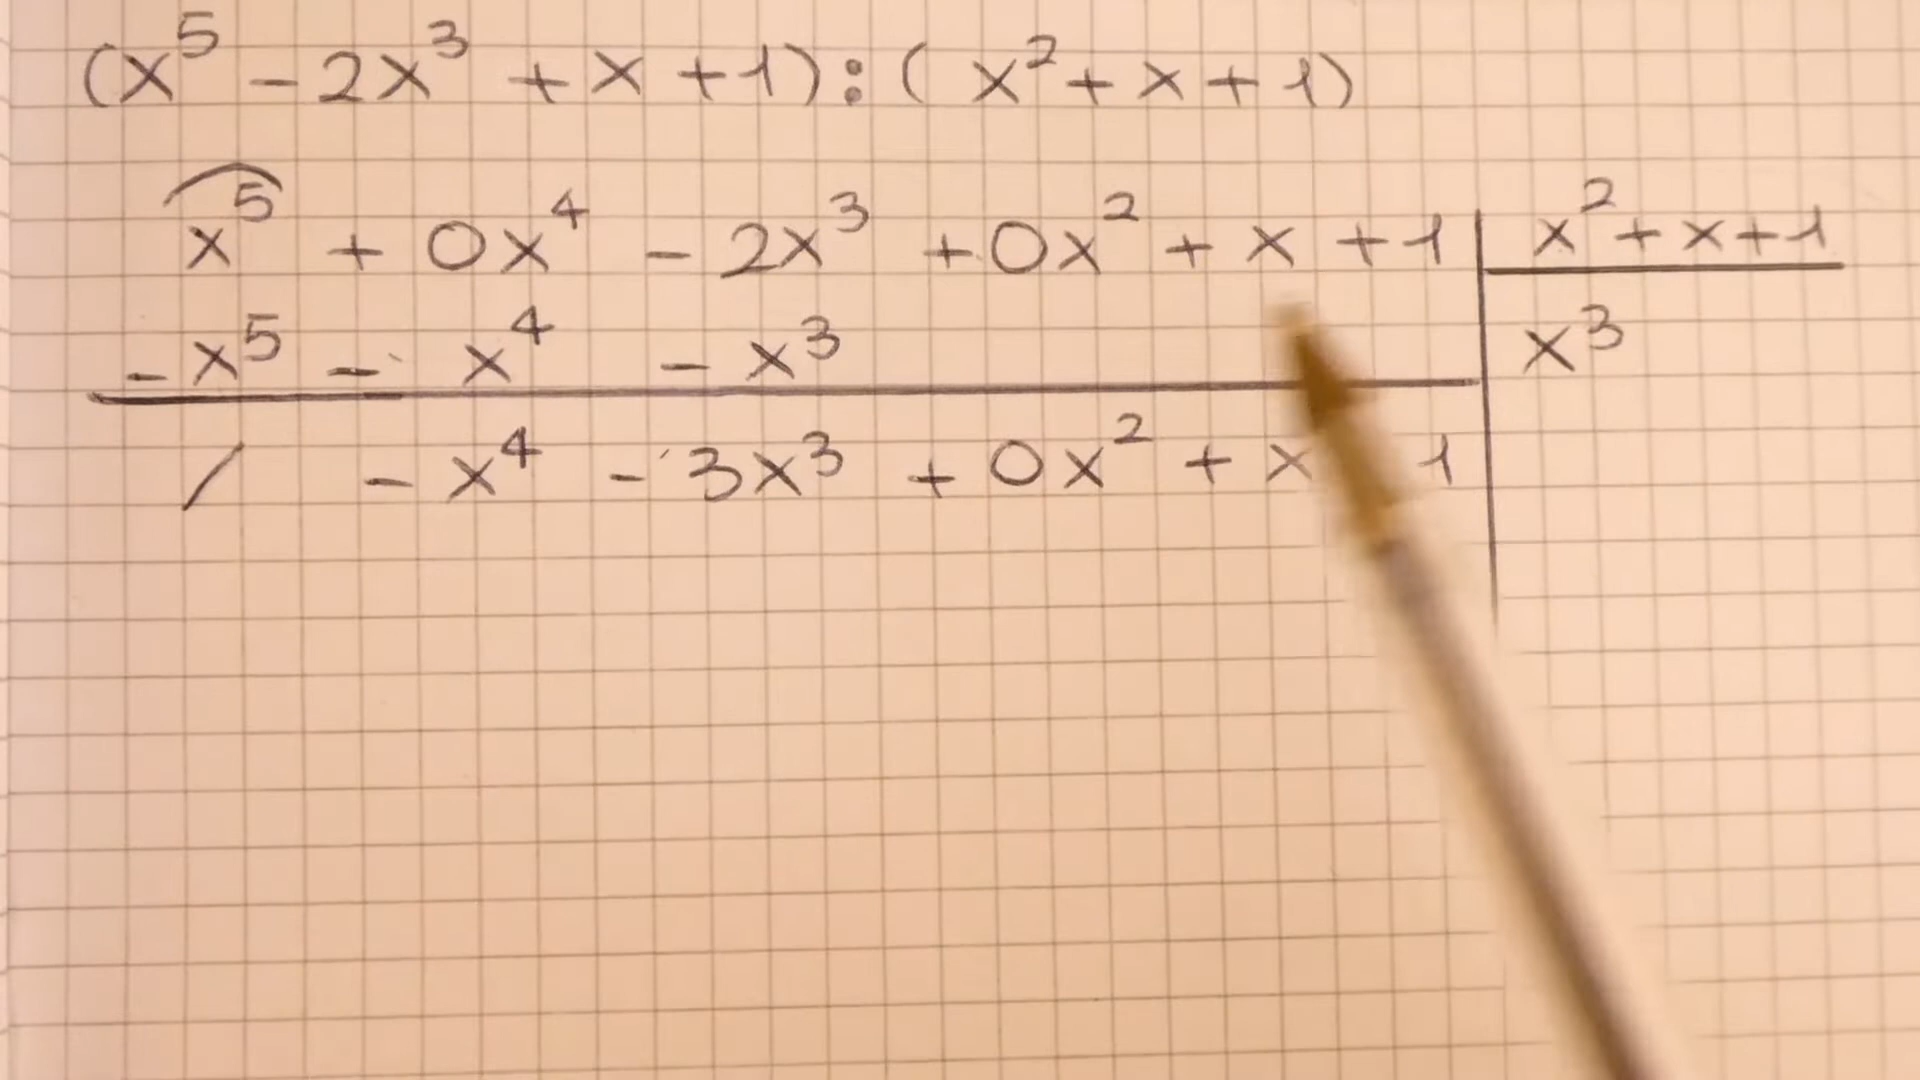 (x⁵ - 2x³ + x + 1) : ( x² + x + 1)
x⁵ + 0x⁴ - 2x³ + 0x² + x + 1 | x² + x + 1
- x⁵ - x⁴ - x³ | x³
/ - x⁴ - 3x³ + 0x² + x 1